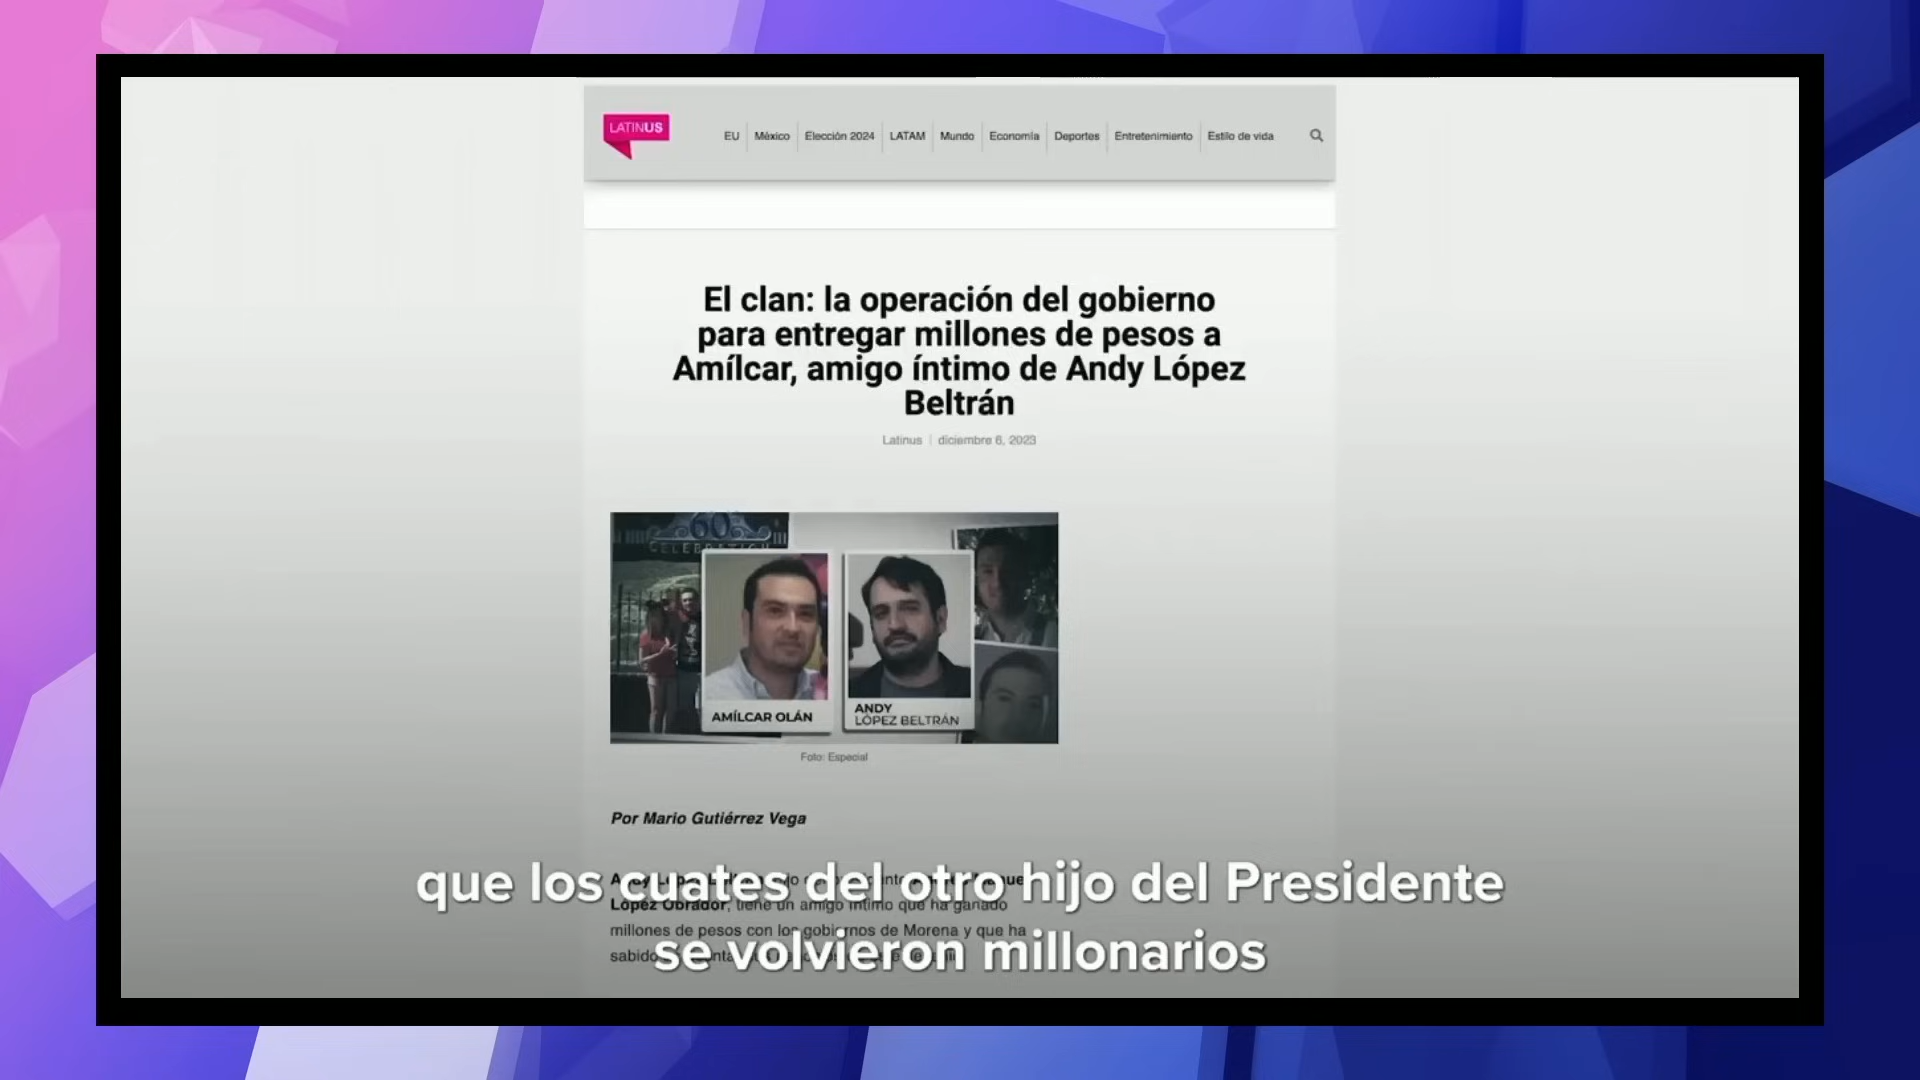 LATINUS
EU
México
Elección 2024
LATAM
Mundo
Economía
Deportes
Entretenimiento
Estilo de vida
El clan: la operación del gobierno
para entregar millones de pesos a
Amílcar, amigo íntimo de Andy López
Beltrán
Latinus | diciembre 6, 2023
60
CELEBRATION
AMÍLCAR OLÁN
ANDY
LÓPEZ BELTRÁN
Foto: Especial
Por Mario Gutiérrez Vega
López Obrador, tiene un amigo íntimo que ha ganado
millones de pesos con los gobiernos de Morena y que ha
sabido
que los cuates del otro hijo del Presidente
se volvieron millonarios